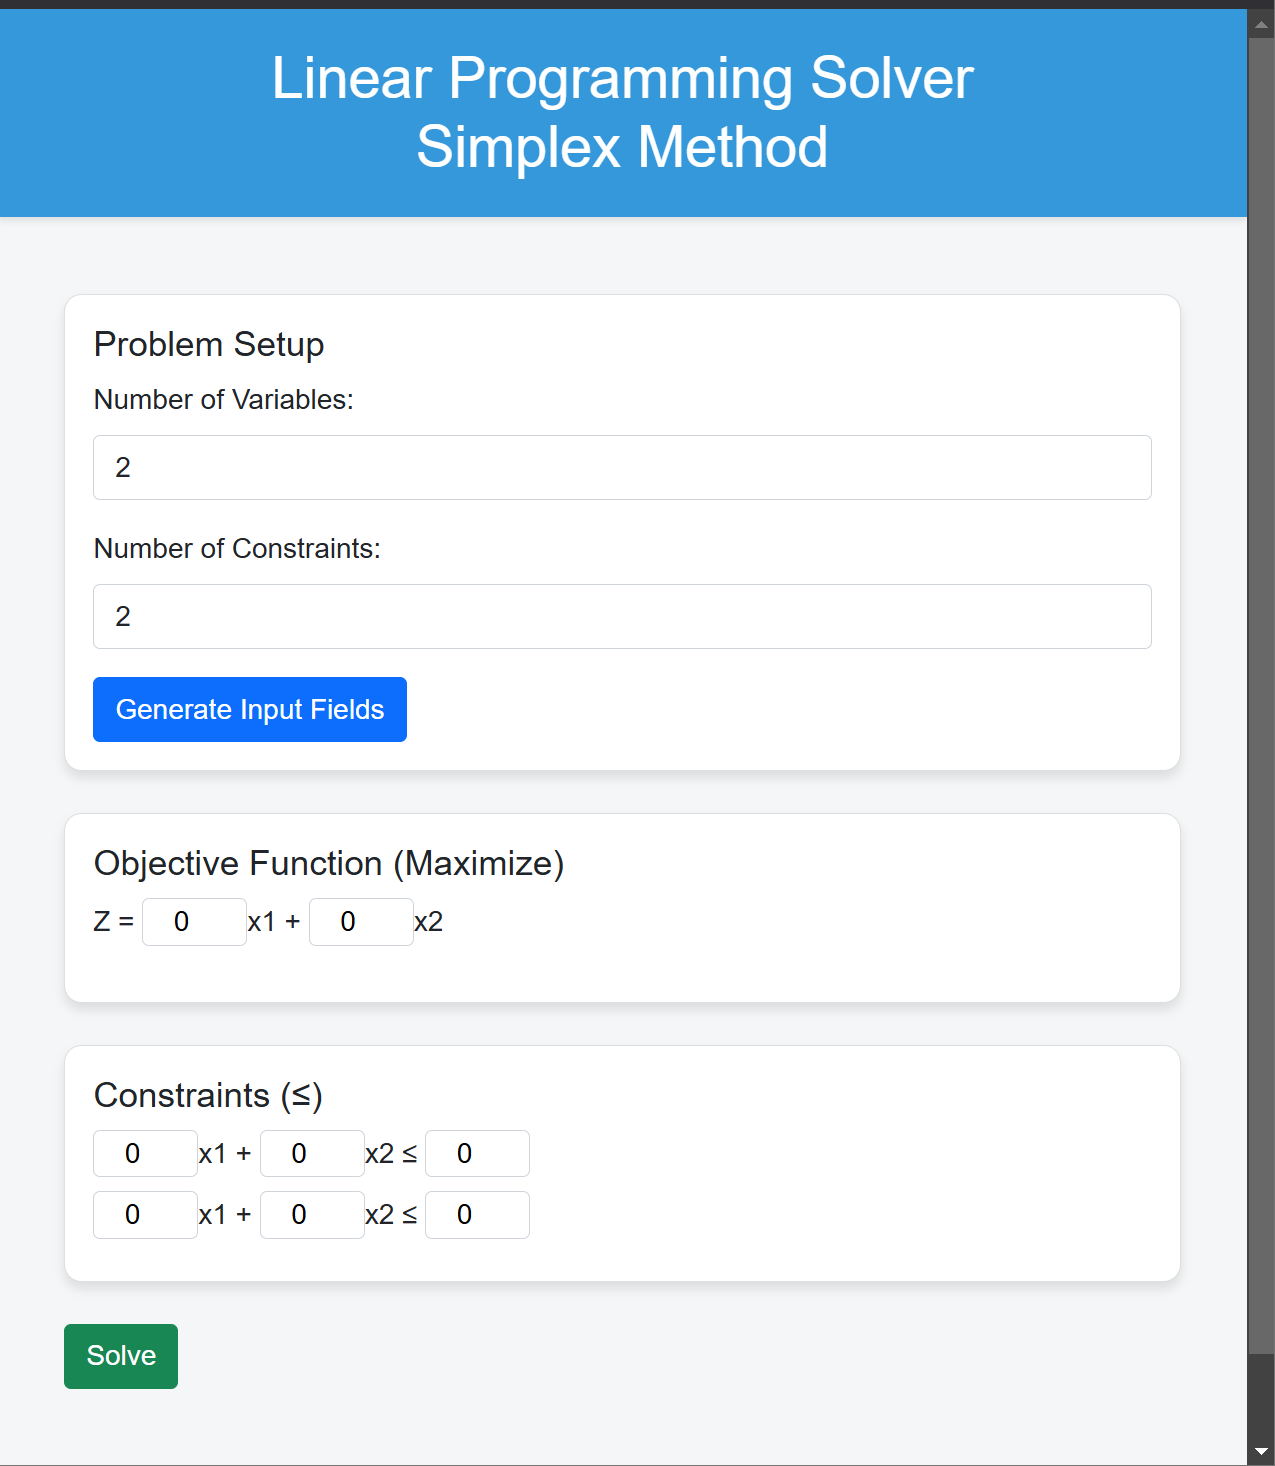 Linear Programming Solver
Simplex Method
Problem Setup
Number of Variables:
2
Number of Constraints:
2
Generate Input Fields
Objective Function (Maximize)
Z = 0 x1 + 0 x2
Constraints (≤)
0 x1 + 0 x2 ≤ 0
0 x1 + 0 x2 ≤ 0
Solve